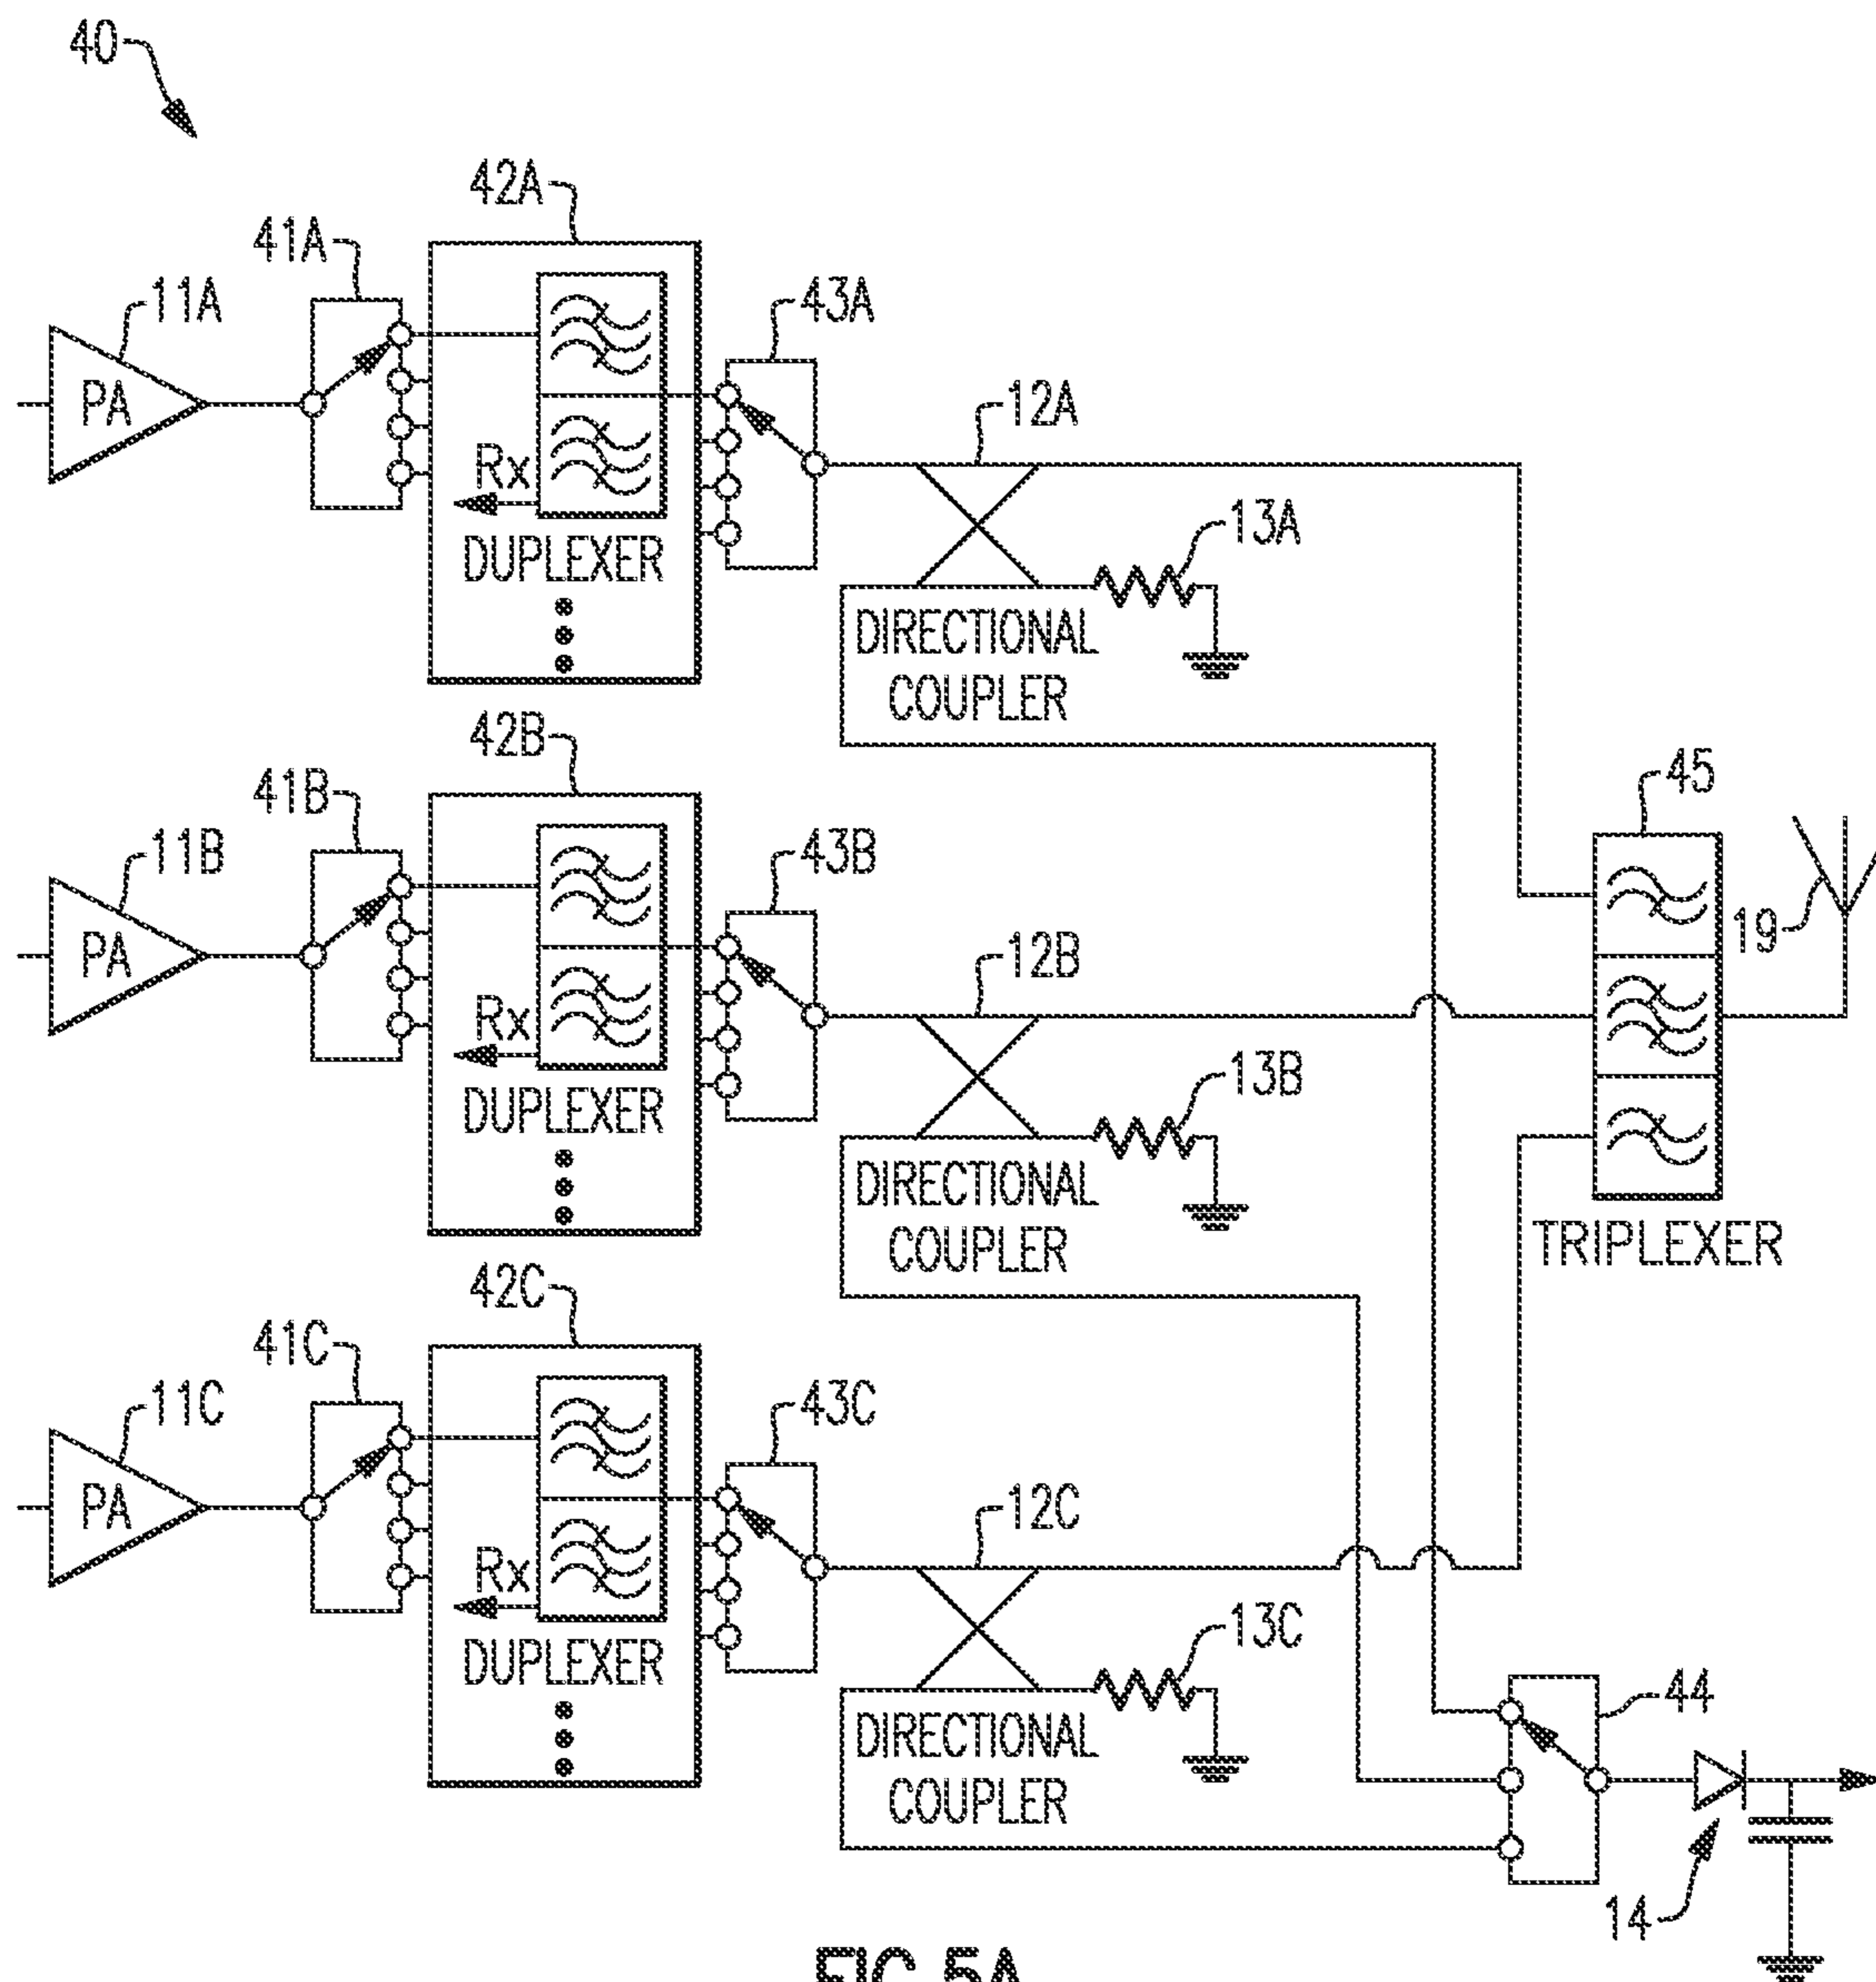 40
42A
41A
11A
43A
PA
12A
Rx
13A
DUPLEXER
DIRECTIONAL
COUPLER
42B
45
41B
11B
43B
19
PA
12B
Rx
13B
DUPLEXER
DIRECTIONAL
COUPLER
TRIPLEXER
42C
41C
11C
43C
PA
12C
Rx
13C
DUPLEXER
44
DIRECTIONAL
COUPLER
14
FIG.5A